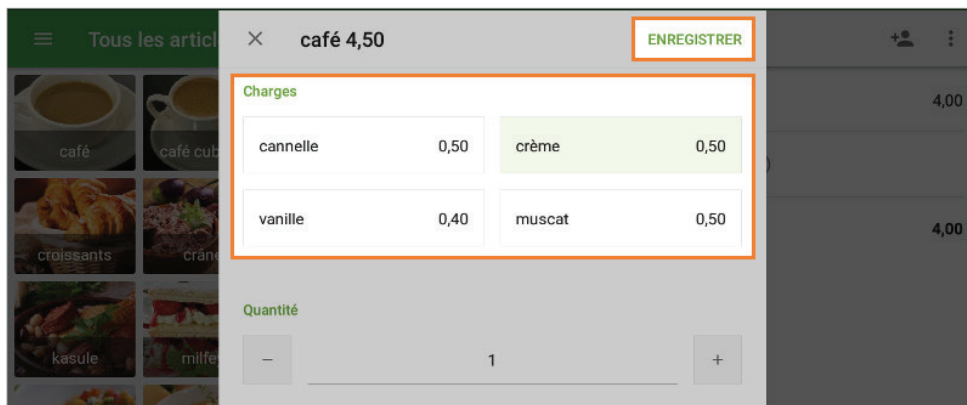 Tous les articl
café 4,50
ENREGISTRER
Charges
4,00
cannelle 0,50
crème 0,50
café
café cub
)
vanille 0,40
muscat 0,50
4,00
croissants
crâne
Quantité
kasule
milfe
− 1 +